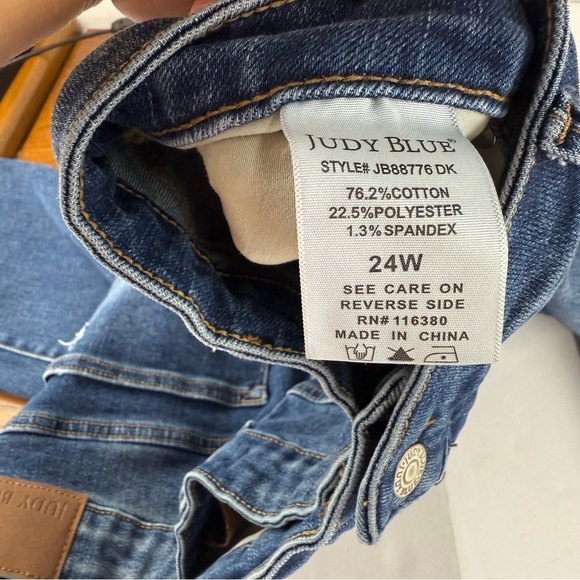 JUDY BLUE®
STYLE# JB88776 DK
76.2%COTTON
22.5%POLYESTER
1.3%SPANDEX
24W
SEE CARE ON
REVERSE SIDE
RN# 116380
MADE IN CHINA
JUDY B